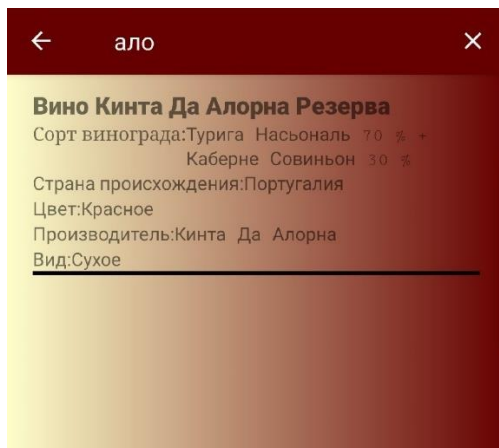 ало
Вино Кинта Да Алорна Резерва
Сорт винограда:Турига Насьональ 70 % +
Каберне Совиньон 30 %
Страна происхождения:Португалия
Цвет:Красное
Производитель:Кинта Да Алорна
Вид:Сухое